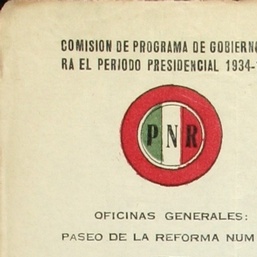 COMISION DE PROGRAMA DE GOBIERNO
RA EL PERIODO PRESIDENCIAL 1934-
PNR
OFICINAS GENERALES:
PASEO DE LA REFORMA NUM